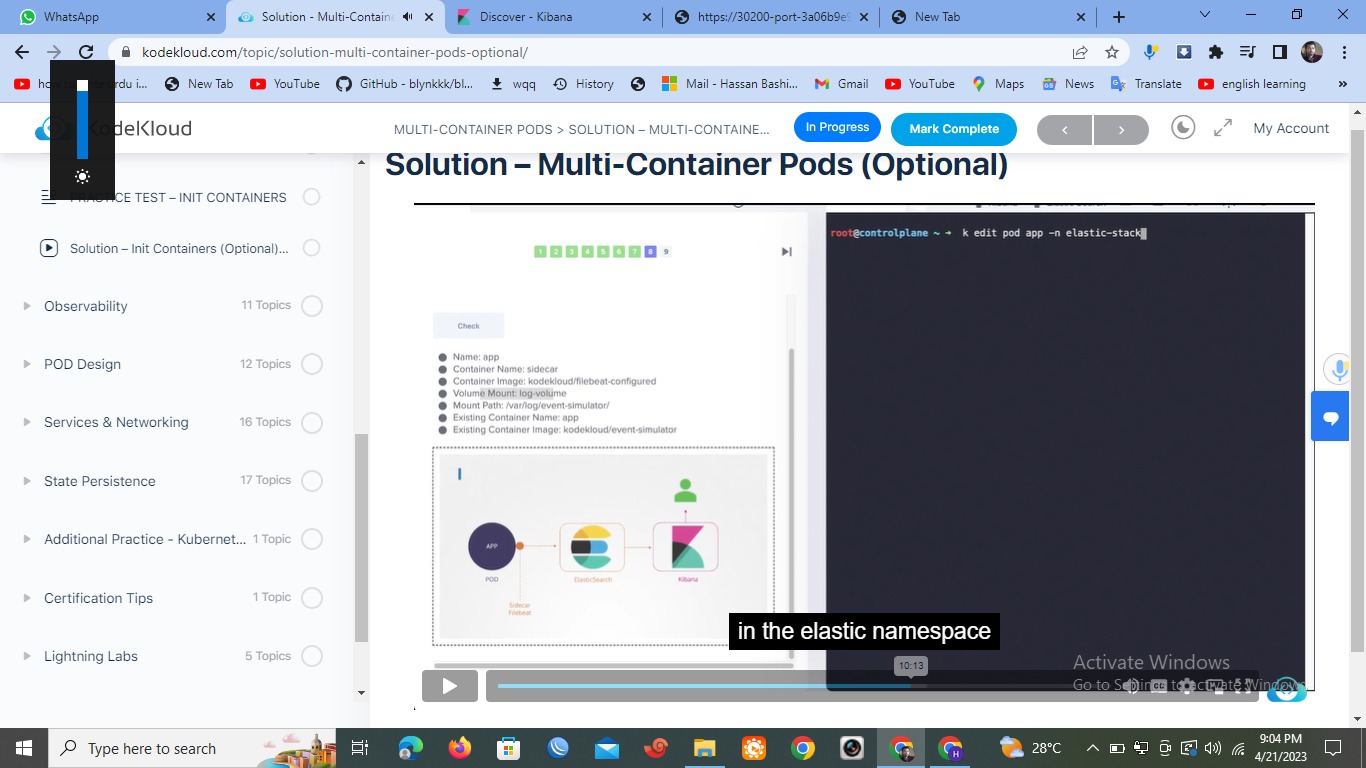 WhatsApp
Solution - Multi-Containe
Discover - Kibana
https://30200-port-3a06b9e9
New Tab
kodekloud.com/topic/solution-multi-container-pods-optional/
how to
urdu i...
New Tab
YouTube
GitHub - blynkkk/bl...
wqq
History
Mail - Hassan Bashi...
Gmail
YouTube
Maps
News
Translate
english learning
KodeKloud
MULTI-CONTAINER PODS > SOLUTION – MULTI-CONTAINE...
In Progress
Mark Complete
My Account
PRACTICE TEST – INIT CONTAINERS
Solution – Init Containers (Optional)...
Observability 11 Topics
POD Design 12 Topics
Services & Networking 16 Topics
State Persistence 17 Topics
Additional Practice - Kubernet... 1 Topic
Certification Tips 1 Topic
Lightning Labs 5 Topics
Solution – Multi-Container Pods (Optional)
1 2 3 4 5 6 7 8 9
Check
Name: app
Container Name: sidecar
Container Image: kodekloud/filebeat-configured
Volume Mount: log-volume
Mount Path: /var/log/event-simulator/
Existing Container Name: app
Existing Container Image: kodekloud/event-simulator
APP
POD
ElasticSearch
Kibana
Sidecar
Filebeat
root@controlplane ~ ➜ k edit pod app -n elastic-stack
in the elastic namespace
10:13
Activate Windows
Go to Settings to activate Windows.
Type here to search
28°C
9:04 PM
4/21/2023